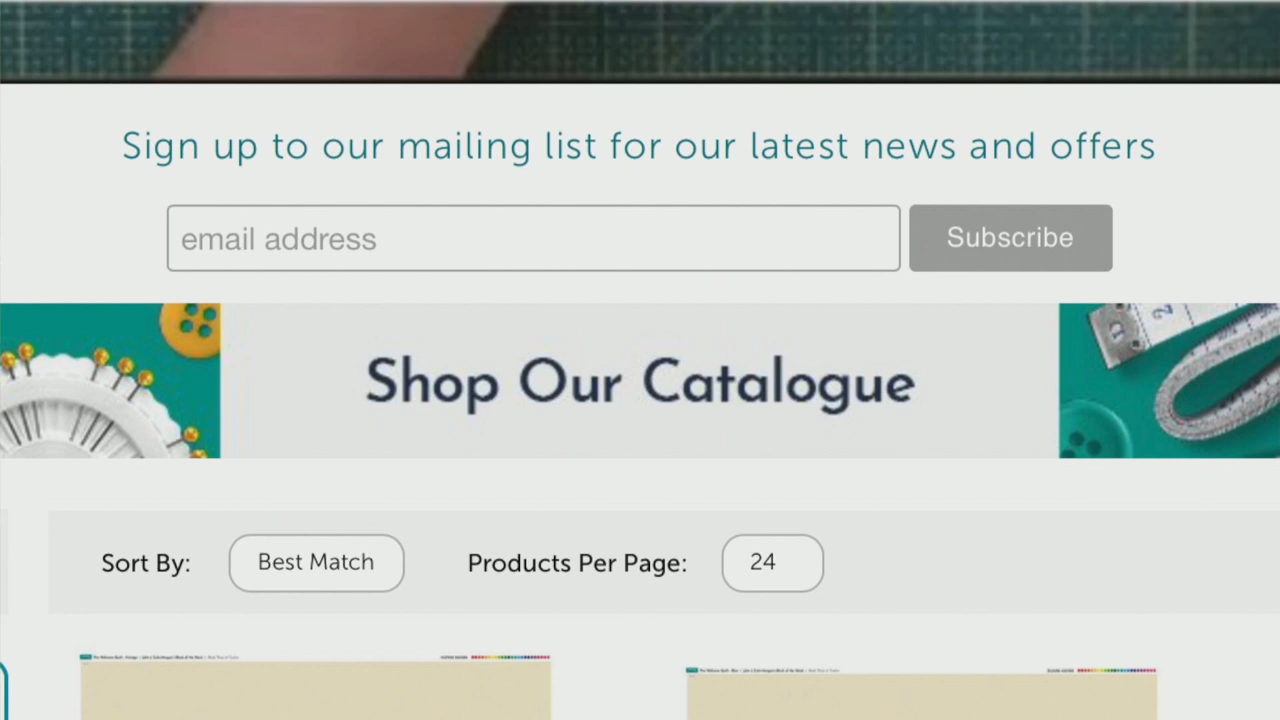 Sign up to our mailing list for our latest news and offers
email address
Subscribe
Shop Our Catalogue
Sort By:
Best Match
Products Per Page:
24